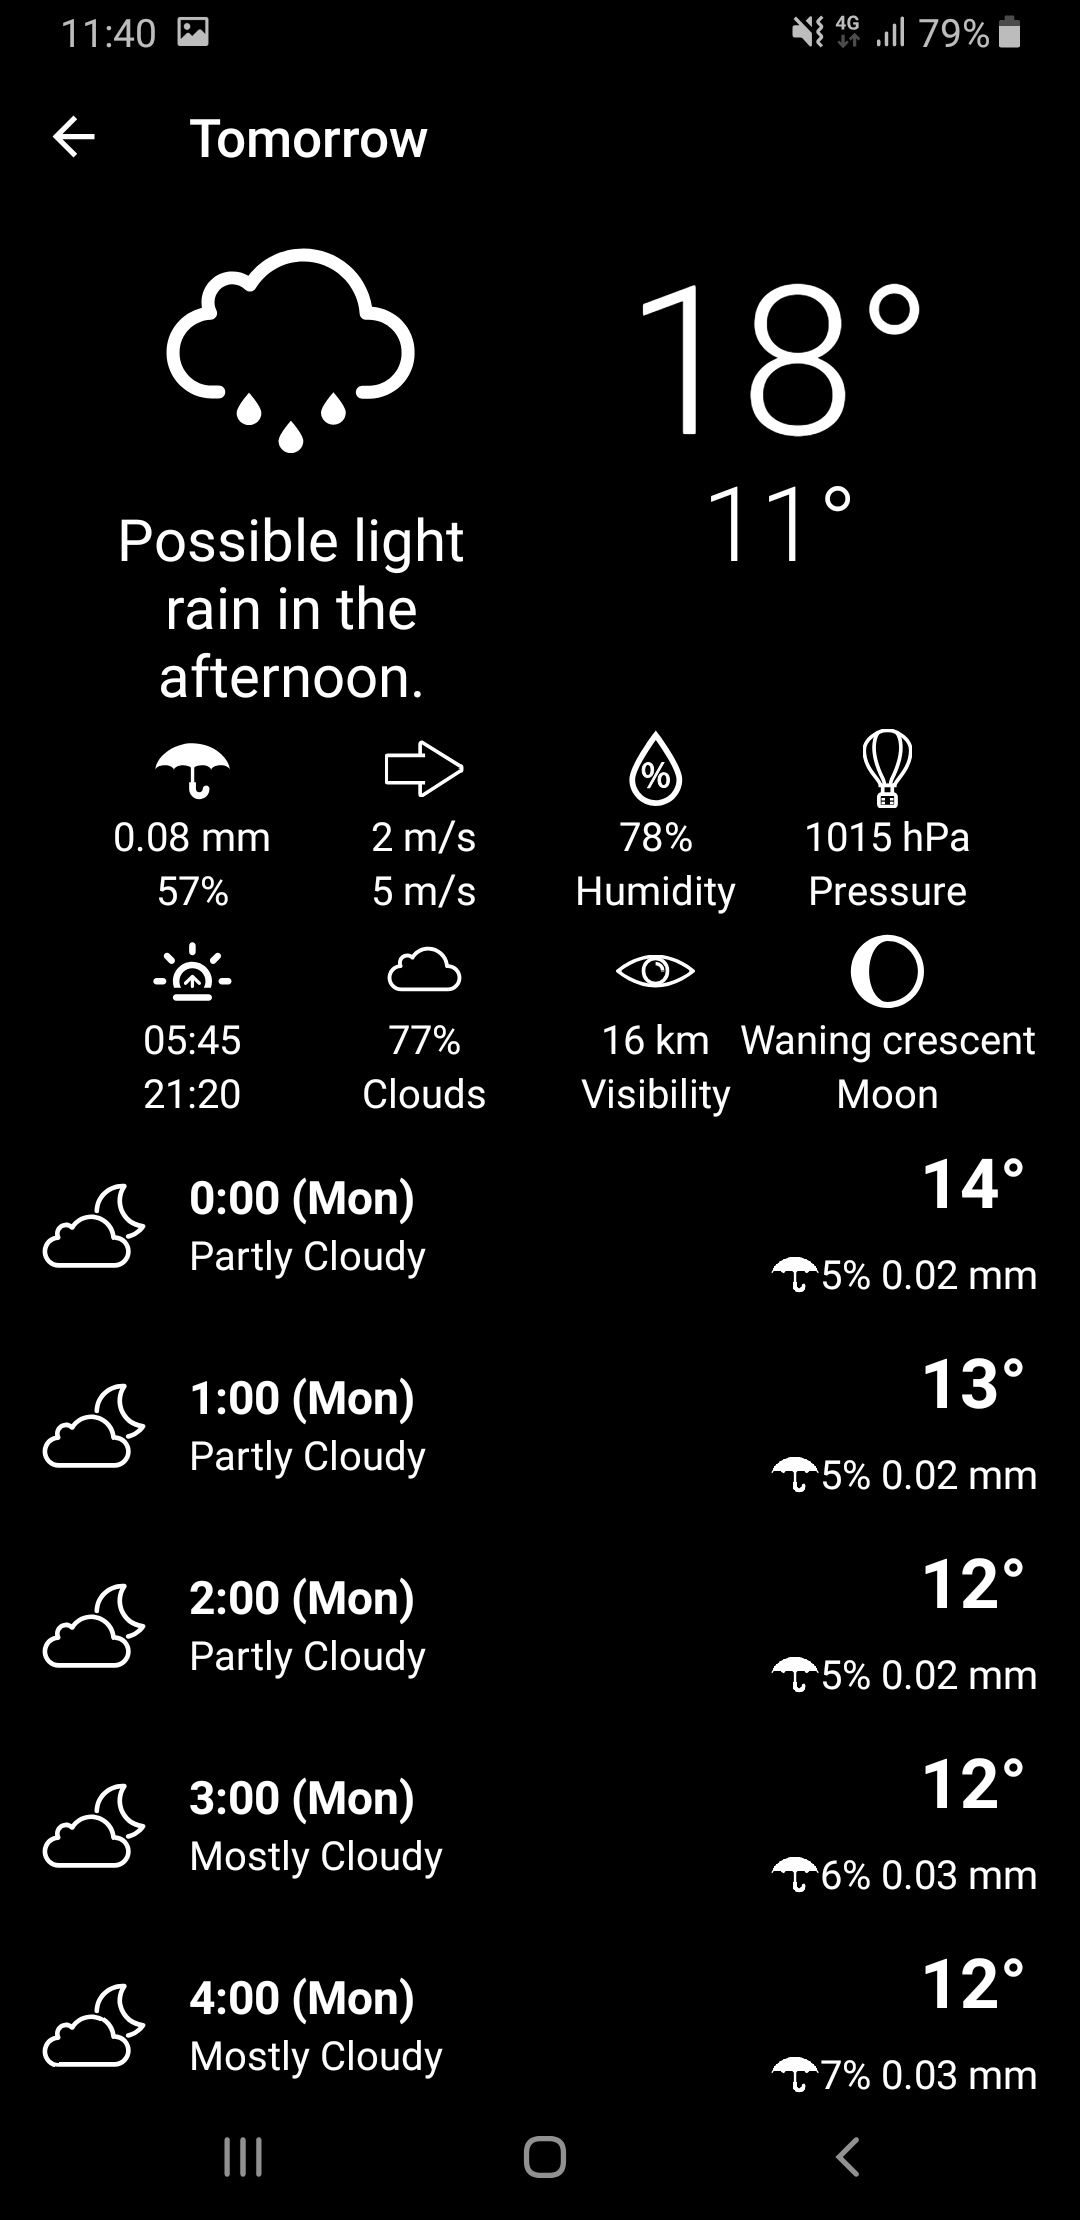 11:40
4G 79%
Tomorrow
18°
11°
Possible light
rain in the
afternoon.
0.08 mm 2 m/s % 78% 1015 hPa
57% 5 m/s Humidity Pressure
05:45 77% 16 km Waning crescent
21:20 Clouds Visibility Moon
0:00 (Mon) 14°
Partly Cloudy 5% 0.02 mm
1:00 (Mon) 13°
Partly Cloudy 5% 0.02 mm
2:00 (Mon) 12°
Partly Cloudy 5% 0.02 mm
3:00 (Mon) 12°
Mostly Cloudy 6% 0.03 mm
4:00 (Mon) 12°
Mostly Cloudy 7% 0.03 mm